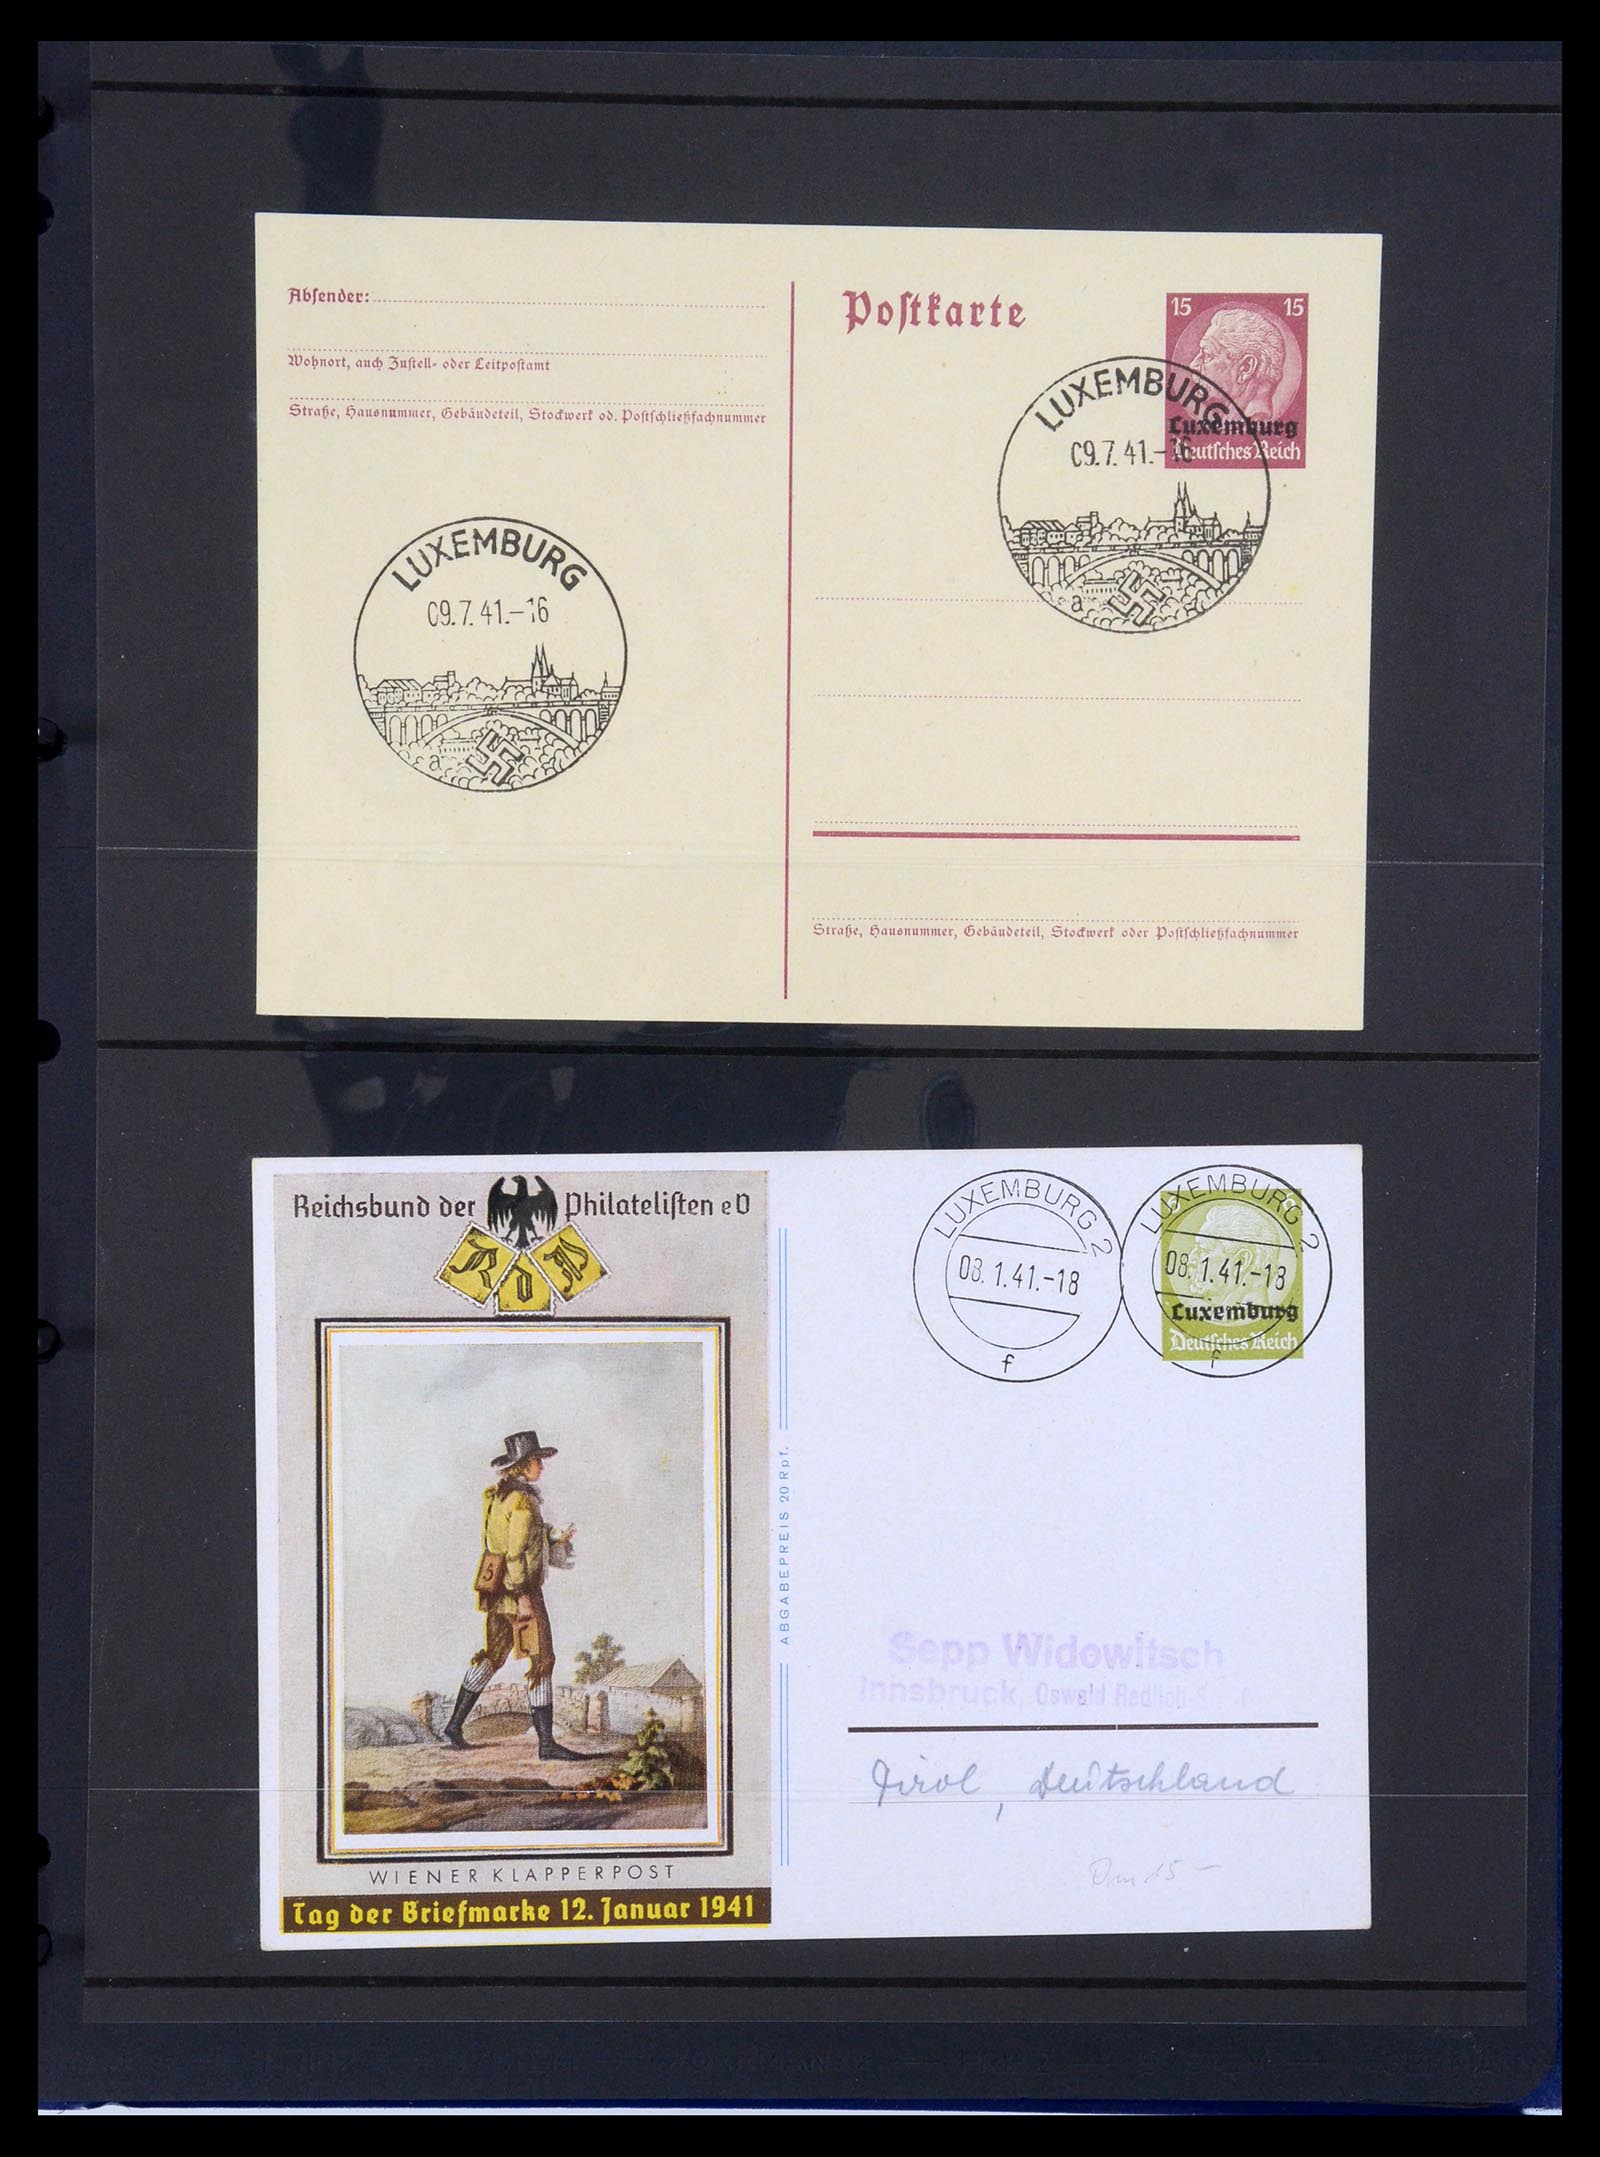 Absender:
Wohnort, auch Zustell- oder Leitpostamt
Straße, Hausnummer, Gebäudeteil, Stockwerk od. Postschließfachnummer
Postkarte
15 15
Luxemburg
Deutsches Reich
LUXEMBURG
09.7.41.-16
a
LUXEMBURG
09.7.41.-16
a
Straße, Hausnummer, Gebäudeteil, Stockwerk oder Postschließfachnummer
Reichsbund der Philatelisten e V
R d P
WIENER KLAPPERPOST
Tag der Briefmarke 12. Januar 1941
ABGABEPREIS 20 Rpf.
LUXEMBURG 2
08.1.41.-18
f
LUXEMBURG 2
08.1.41.-18
f
Luxemburg
Deutsches Reich
Sepp Widowitsch
Innsbruck, Oswald Redlich
Tirol, Deutschland